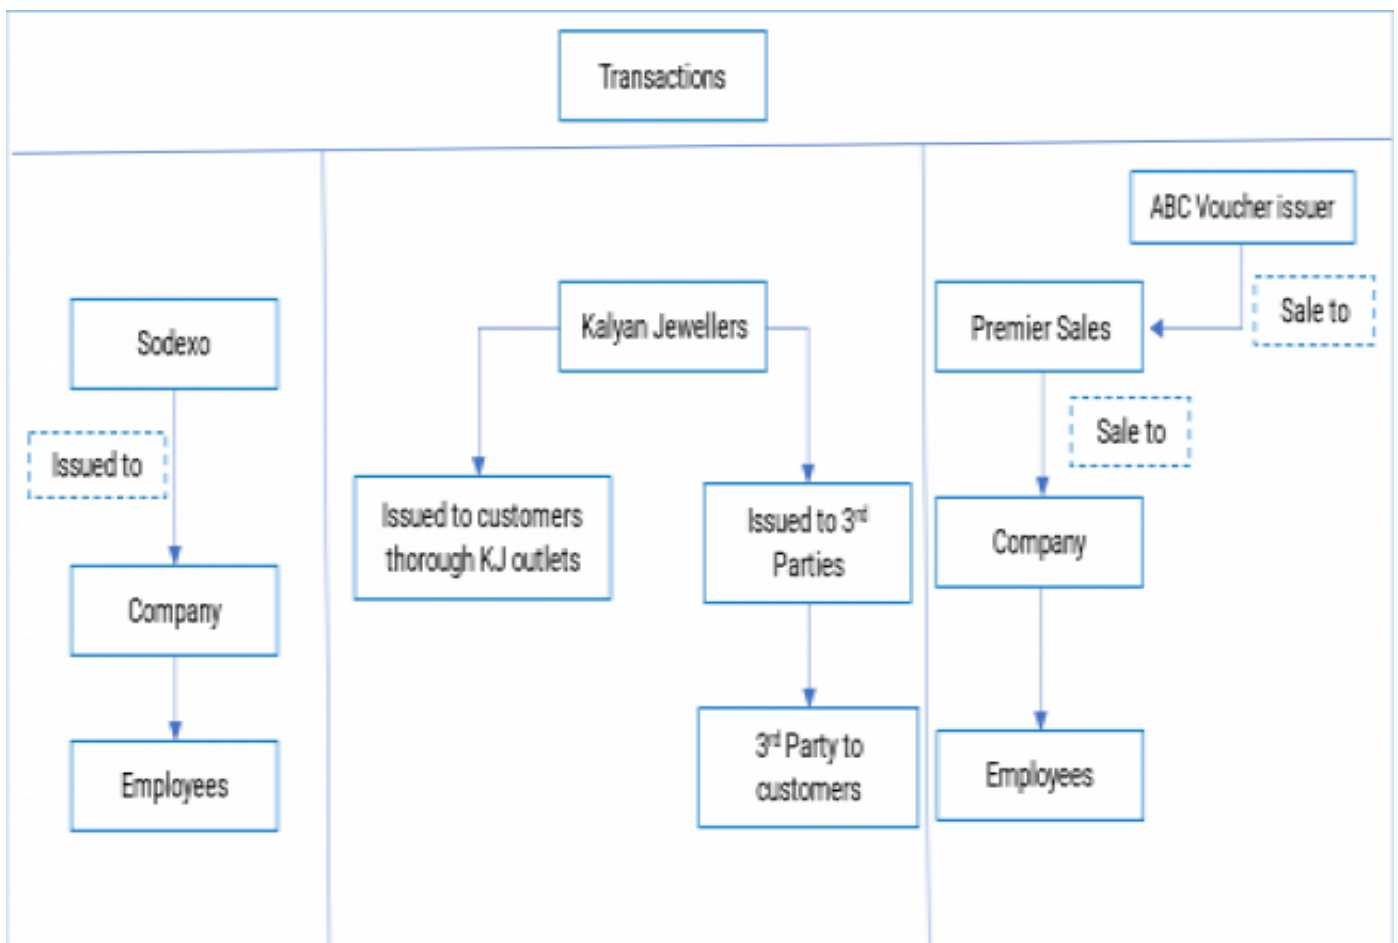 Transactions
Sodexo
Issued to
Company
Employees
Kalyan Jewellers
Issued to customers
thorough KJ outlets
Issued to 3rd
Parties
3rd Party to
customers
ABC Voucher issuer
Sale to
Premier Sales
Sale to
Company
Employees